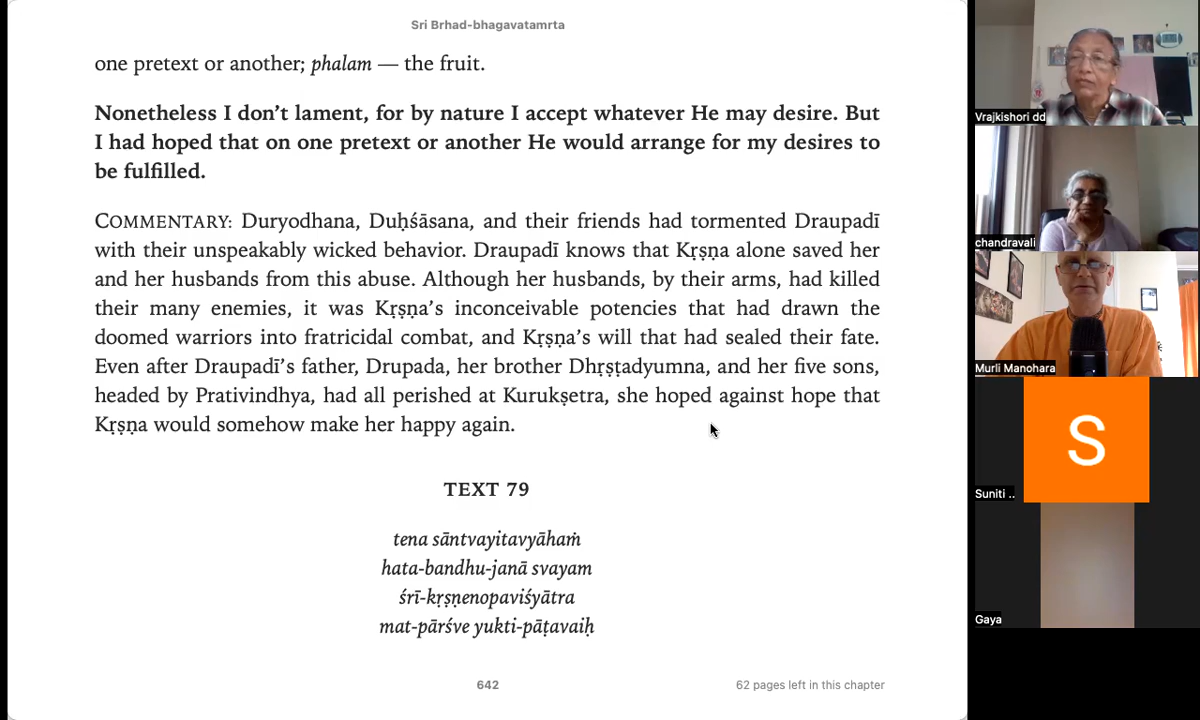 Sri Brhad-bhagavatamrta
one pretext or another; phalam — the fruit.
Nonetheless I don’t lament, for by nature I accept whatever He may desire. But
I had hoped that on one pretext or another He would arrange for my desires to
be fulfilled.
COMMENTARY: Duryodhana, Duḥśāsana, and their friends had tormented Draupadī
with their unspeakably wicked behavior. Draupadī knows that Kṛṣṇa alone saved her
and her husbands from this abuse. Although her husbands, by their arms, had killed
their many enemies, it was Kṛṣṇa’s inconceivable potencies that had drawn the
doomed warriors into fratricidal combat, and Kṛṣṇa’s will that had sealed their fate.
Even after Draupadī’s father, Drupada, her brother Dhṛṣṭadyumna, and her five sons,
headed by Prativindhya, had all perished at Kurukṣetra, she hoped against hope that
Kṛṣṇa would somehow make her happy again.
TEXT 79
tena sāntvayitavyāhaṁ
hata-bandhu-janā svayam
śrī-kṛṣṇenopaviśyātra
mat-pārśve yukti-pāṭavaiḥ
642
62 pages left in this chapter
Vrajkishori dd
chandravali
Murli Manohara
S
Suniti ..
Gaya